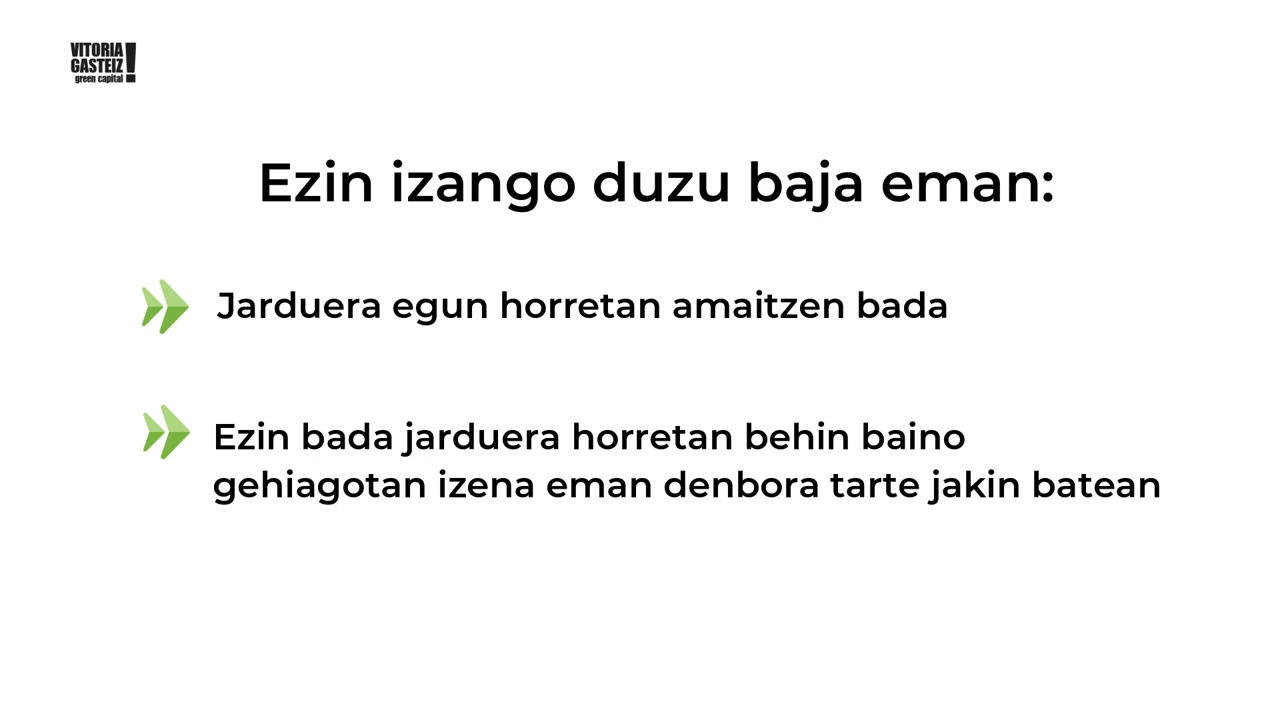 VITORIA
GASTEIZ!
green capital
Ezin izango duzu baja eman:
Jarduera egun horretan amaitzen bada
Ezin bada jarduera horretan behin baino
gehiagotan izena eman denbora tarte jakin batean